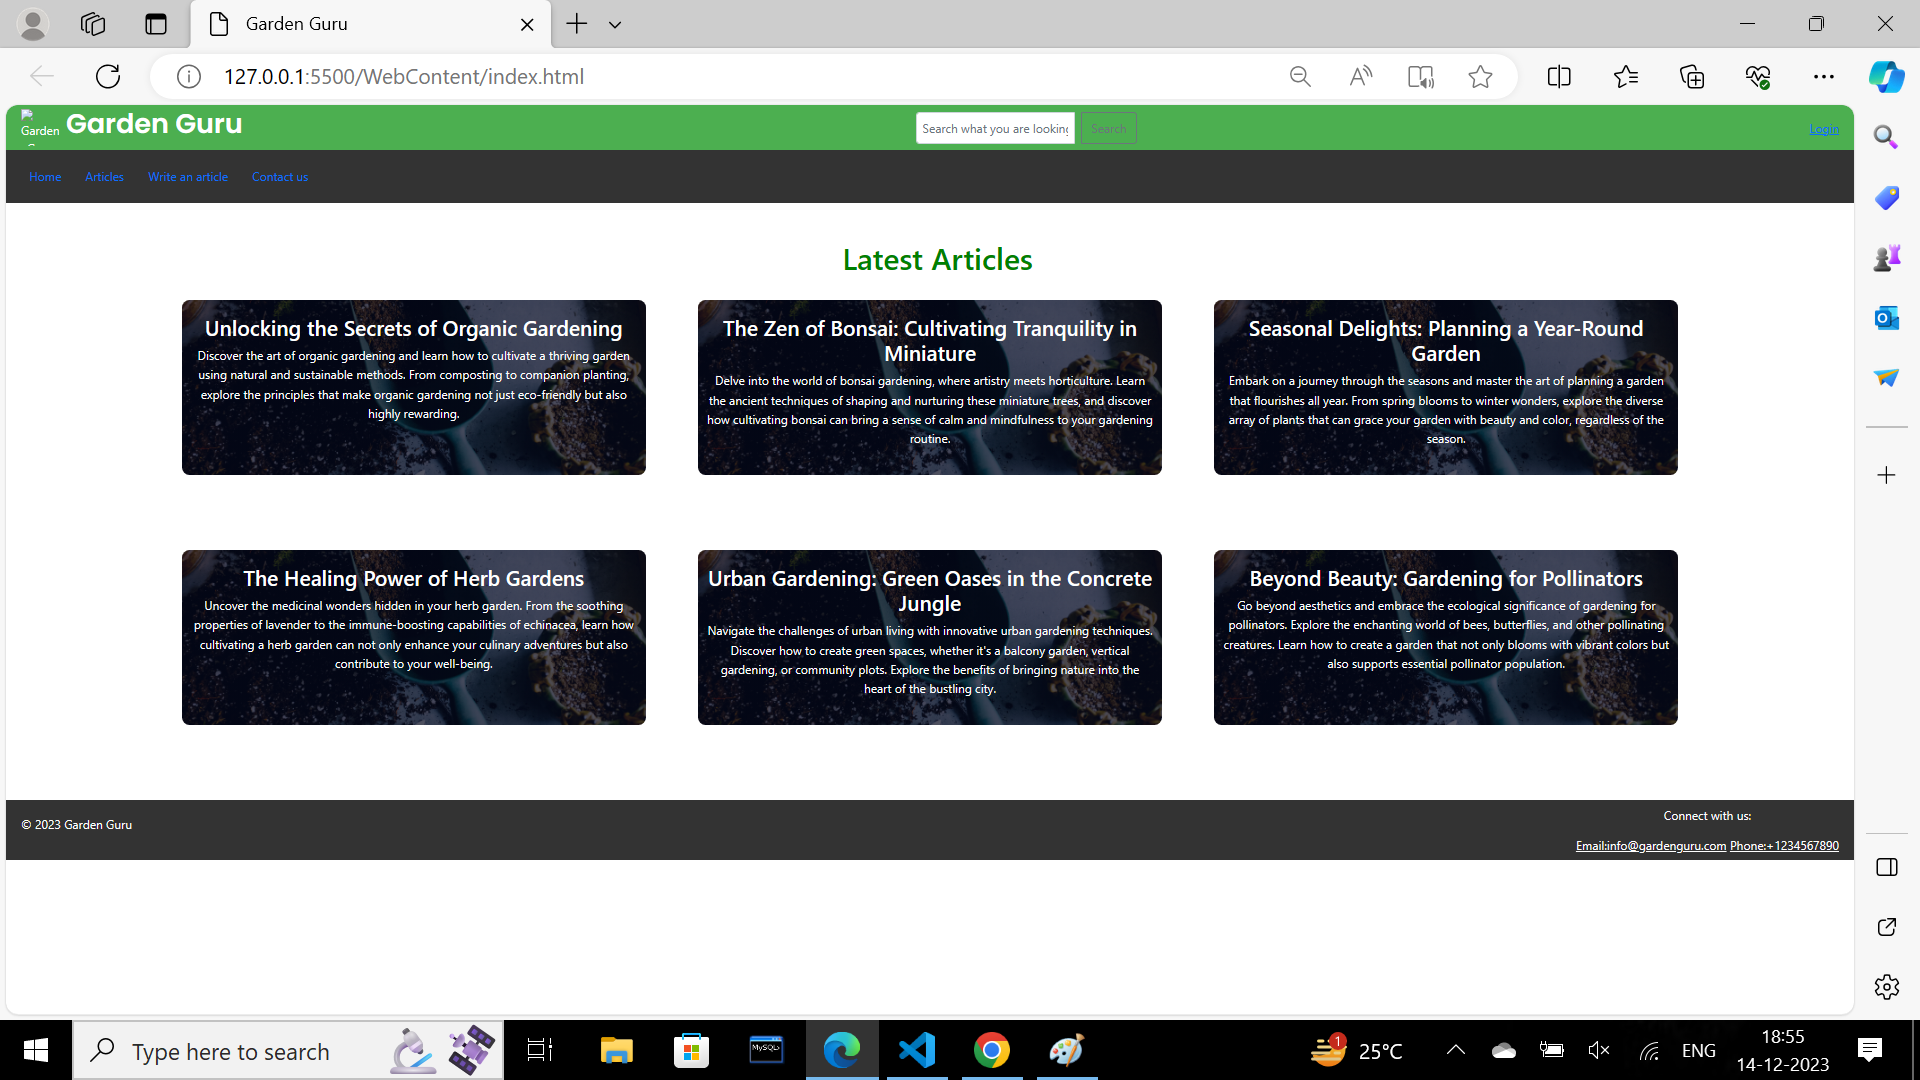 Garden Guru
127.0.0.1:5500/WebContent/index.html
Garden
Garden Guru
Search what you are looking
Search
Login
Home
Articles
Write an article
Contact us
Latest Articles
Unlocking the Secrets of Organic Gardening
Discover the art of organic gardening and learn how to cultivate a thriving garden
using natural and sustainable methods. From composting to companion planting,
explore the principles that make organic gardening not just eco-friendly but also
highly rewarding.
The Zen of Bonsai: Cultivating Tranquility in
Miniature
Delve into the world of bonsai gardening, where artistry meets horticulture. Learn
the ancient techniques of shaping and nurturing these miniature trees, and discover
how cultivating bonsai can bring a sense of calm and mindfulness to your gardening
routine.
Seasonal Delights: Planning a Year-Round
Garden
Embark on a journey through the seasons and master the art of planning a garden
that flourishes all year. From spring blooms to winter wonders, explore the diverse
array of plants that can grace your garden with beauty and color, regardless of the
season.
The Healing Power of Herb Gardens
Uncover the medicinal wonders hidden in your herb garden. From the soothing
properties of lavender to the immune-boosting capabilities of echinacea, learn how
cultivating a herb garden can not only enhance your culinary adventures but also
contribute to your well-being.
Urban Gardening: Green Oases in the Concrete
Jungle
Navigate the challenges of urban living with innovative urban gardening techniques.
Discover how to create green spaces, whether it's a balcony garden, vertical
gardening, or community plots. Explore the benefits of bringing nature into the
heart of the bustling city.
Beyond Beauty: Gardening for Pollinators
Go beyond aesthetics and embrace the ecological significance of gardening for
pollinators. Explore the enchanting world of bees, butterflies, and other pollinating
creatures. Learn how to create a garden that not only blooms with vibrant colors but
also supports essential pollinator population.
© 2023 Garden Guru
Connect with us:
Email:info@gardenguru.com Phone:+1234567890
Type here to search
MySQL
1
25°C
ENG
18:55
14-12-2023